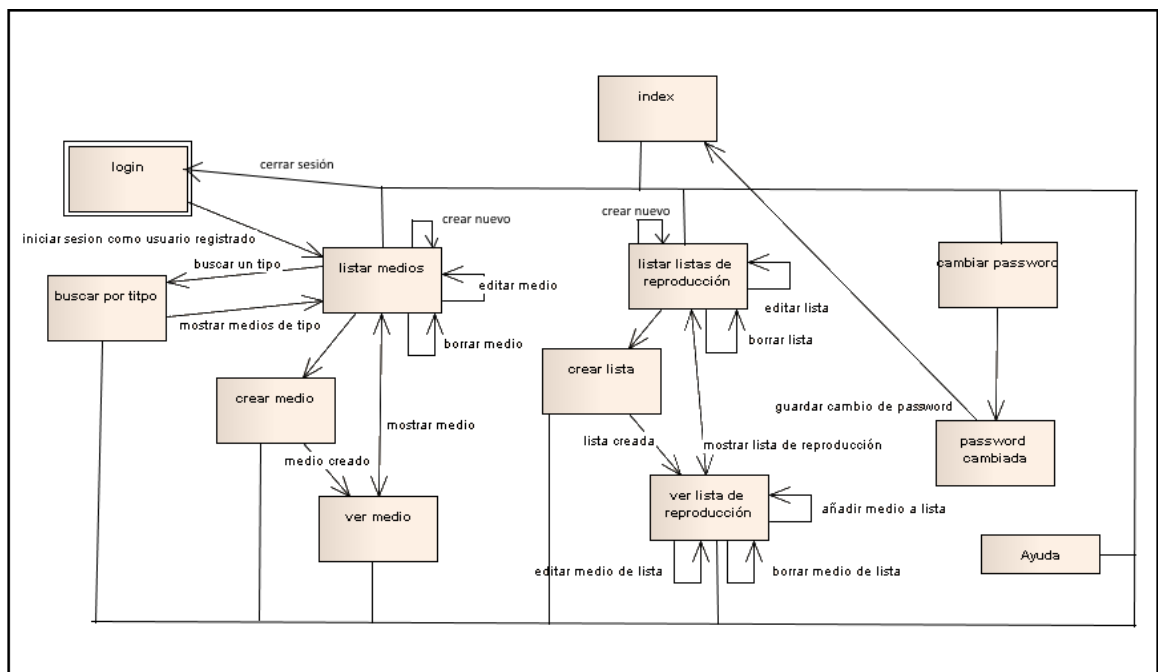 index
login
cerrar sesión
iniciar sesion como usuario registrado
crear nuevo
crear nuevo
buscar un tipo
listar medios
listar listas de
reproducción
cambiar password
buscar por titpo
editar medio
editar lista
mostrar medios de tipo
borrar medio
borrar lista
crear medio
crear lista
guardar cambio de password
mostrar medio
lista creada
mostrar lista de reproducción
password
cambiada
medio creado
ver medio
ver lista de
reproducción
añadir medio a lista
Ayuda
editar medio de lista
borrar medio de lista